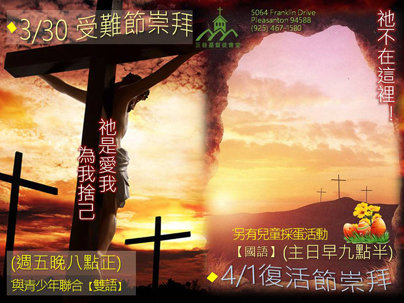 3/30 受難節崇拜
5064 Franklin Drive
Pleasanton 94588
(925) 467-1580
祂是愛我
為我捨己
(週五晚八點正)
與青少年聯合【雙語】
祂不在這裡！
另有兒童採蛋活動
【國語】(主日早九點半)
4/1復活節崇拜